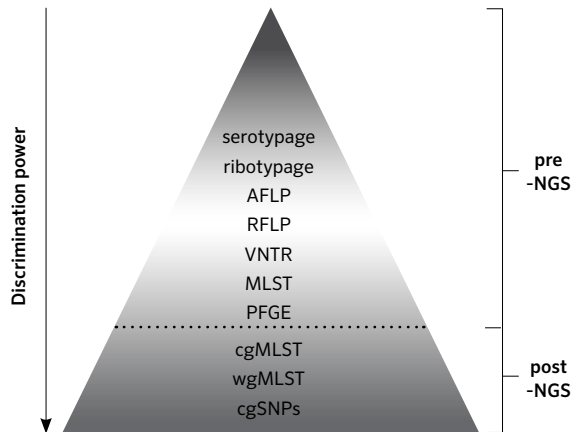 Discrimination power
serotypage
ribotypage
AFLP
RFLP
VNTR
MLST
PFGE
cgMLST
wgMLST
cgSNPs
pre
-NGS
post
-NGS